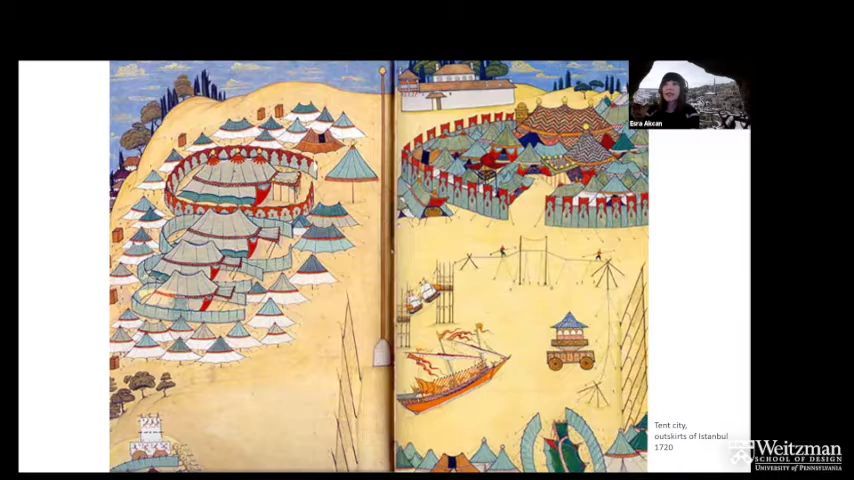 Esra Akcan
Tent city,
outskirts of Istanbul
1720
Weitzman
SCHOOL OF DESIGN
UNIVERSITY OF PENNSYLVANIA